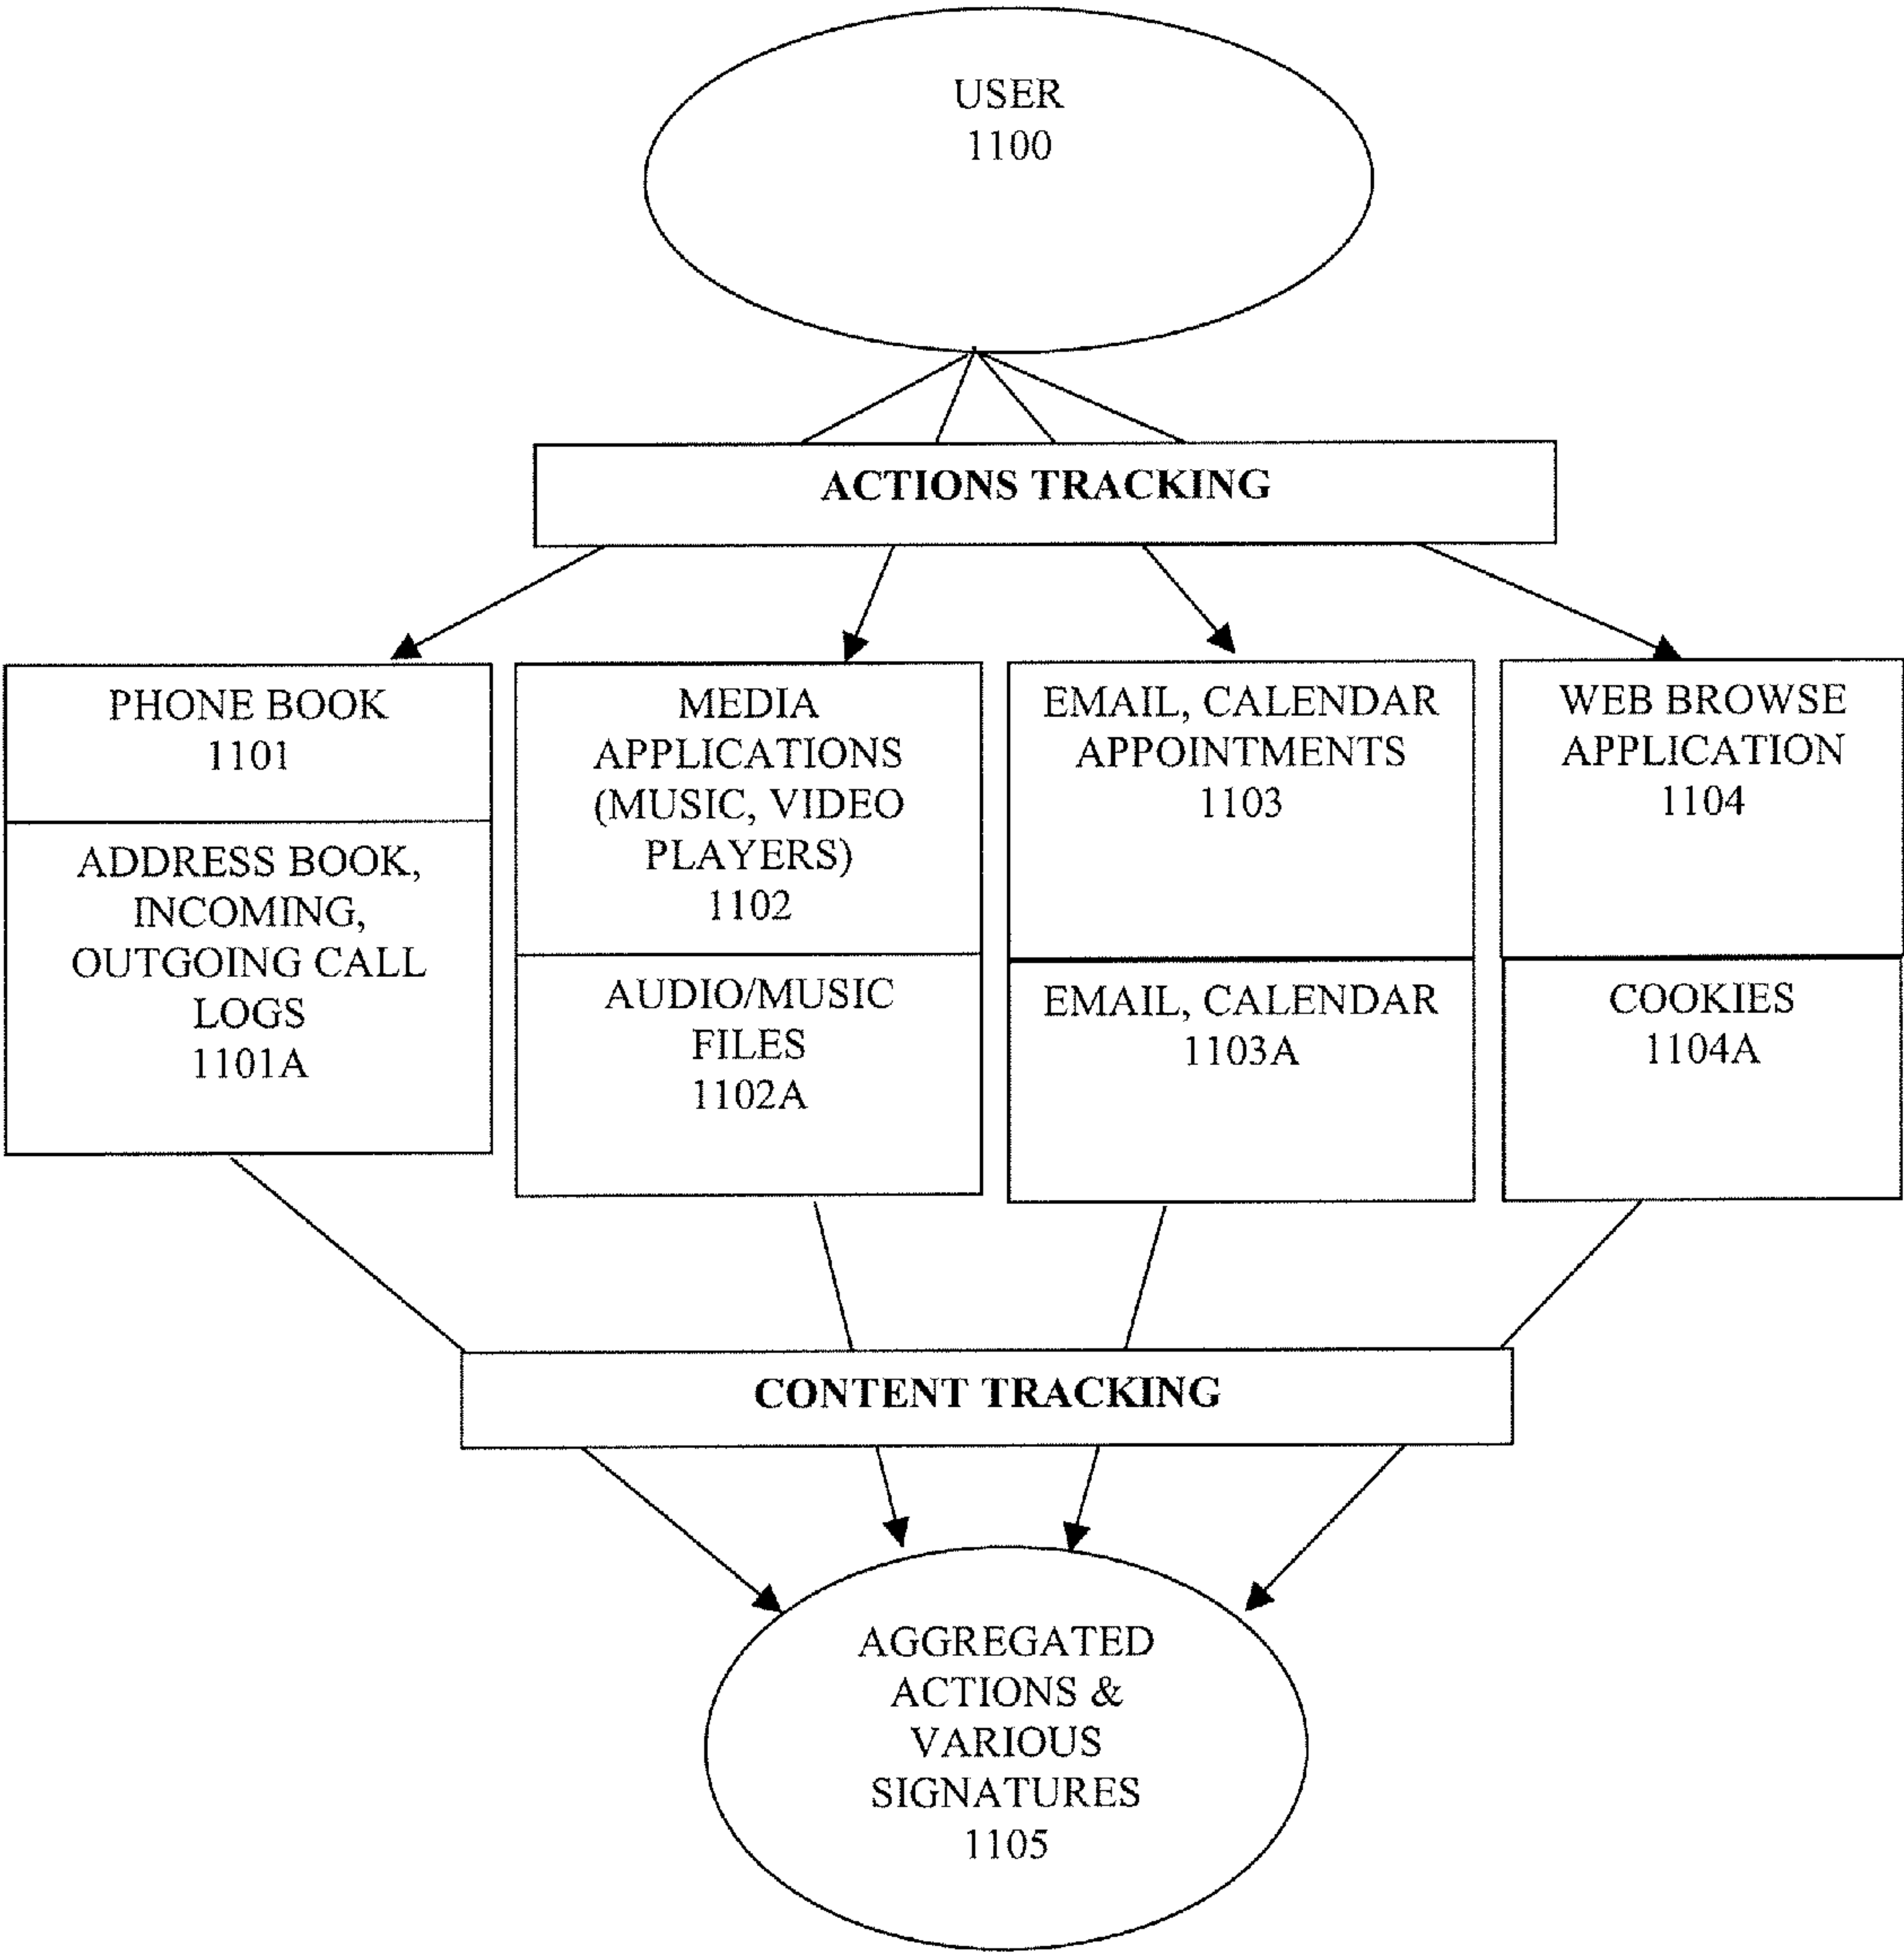 USER
1100
ACTIONS TRACKING
PHONE BOOK
1101
ADDRESS BOOK,
INCOMING,
OUTGOING CALL
LOGS
1101A
MEDIA
APPLICATIONS
(MUSIC, VIDEO
PLAYERS)
1102
AUDIO/MUSIC
FILES
1102A
EMAIL, CALENDAR
APPOINTMENTS
1103
EMAIL, CALENDAR
1103A
WEB BROWSE
APPLICATION
1104
COOKIES
1104A
CONTENT TRACKING
AGGREGATED
ACTIONS &
VARIOUS
SIGNATURES
1105